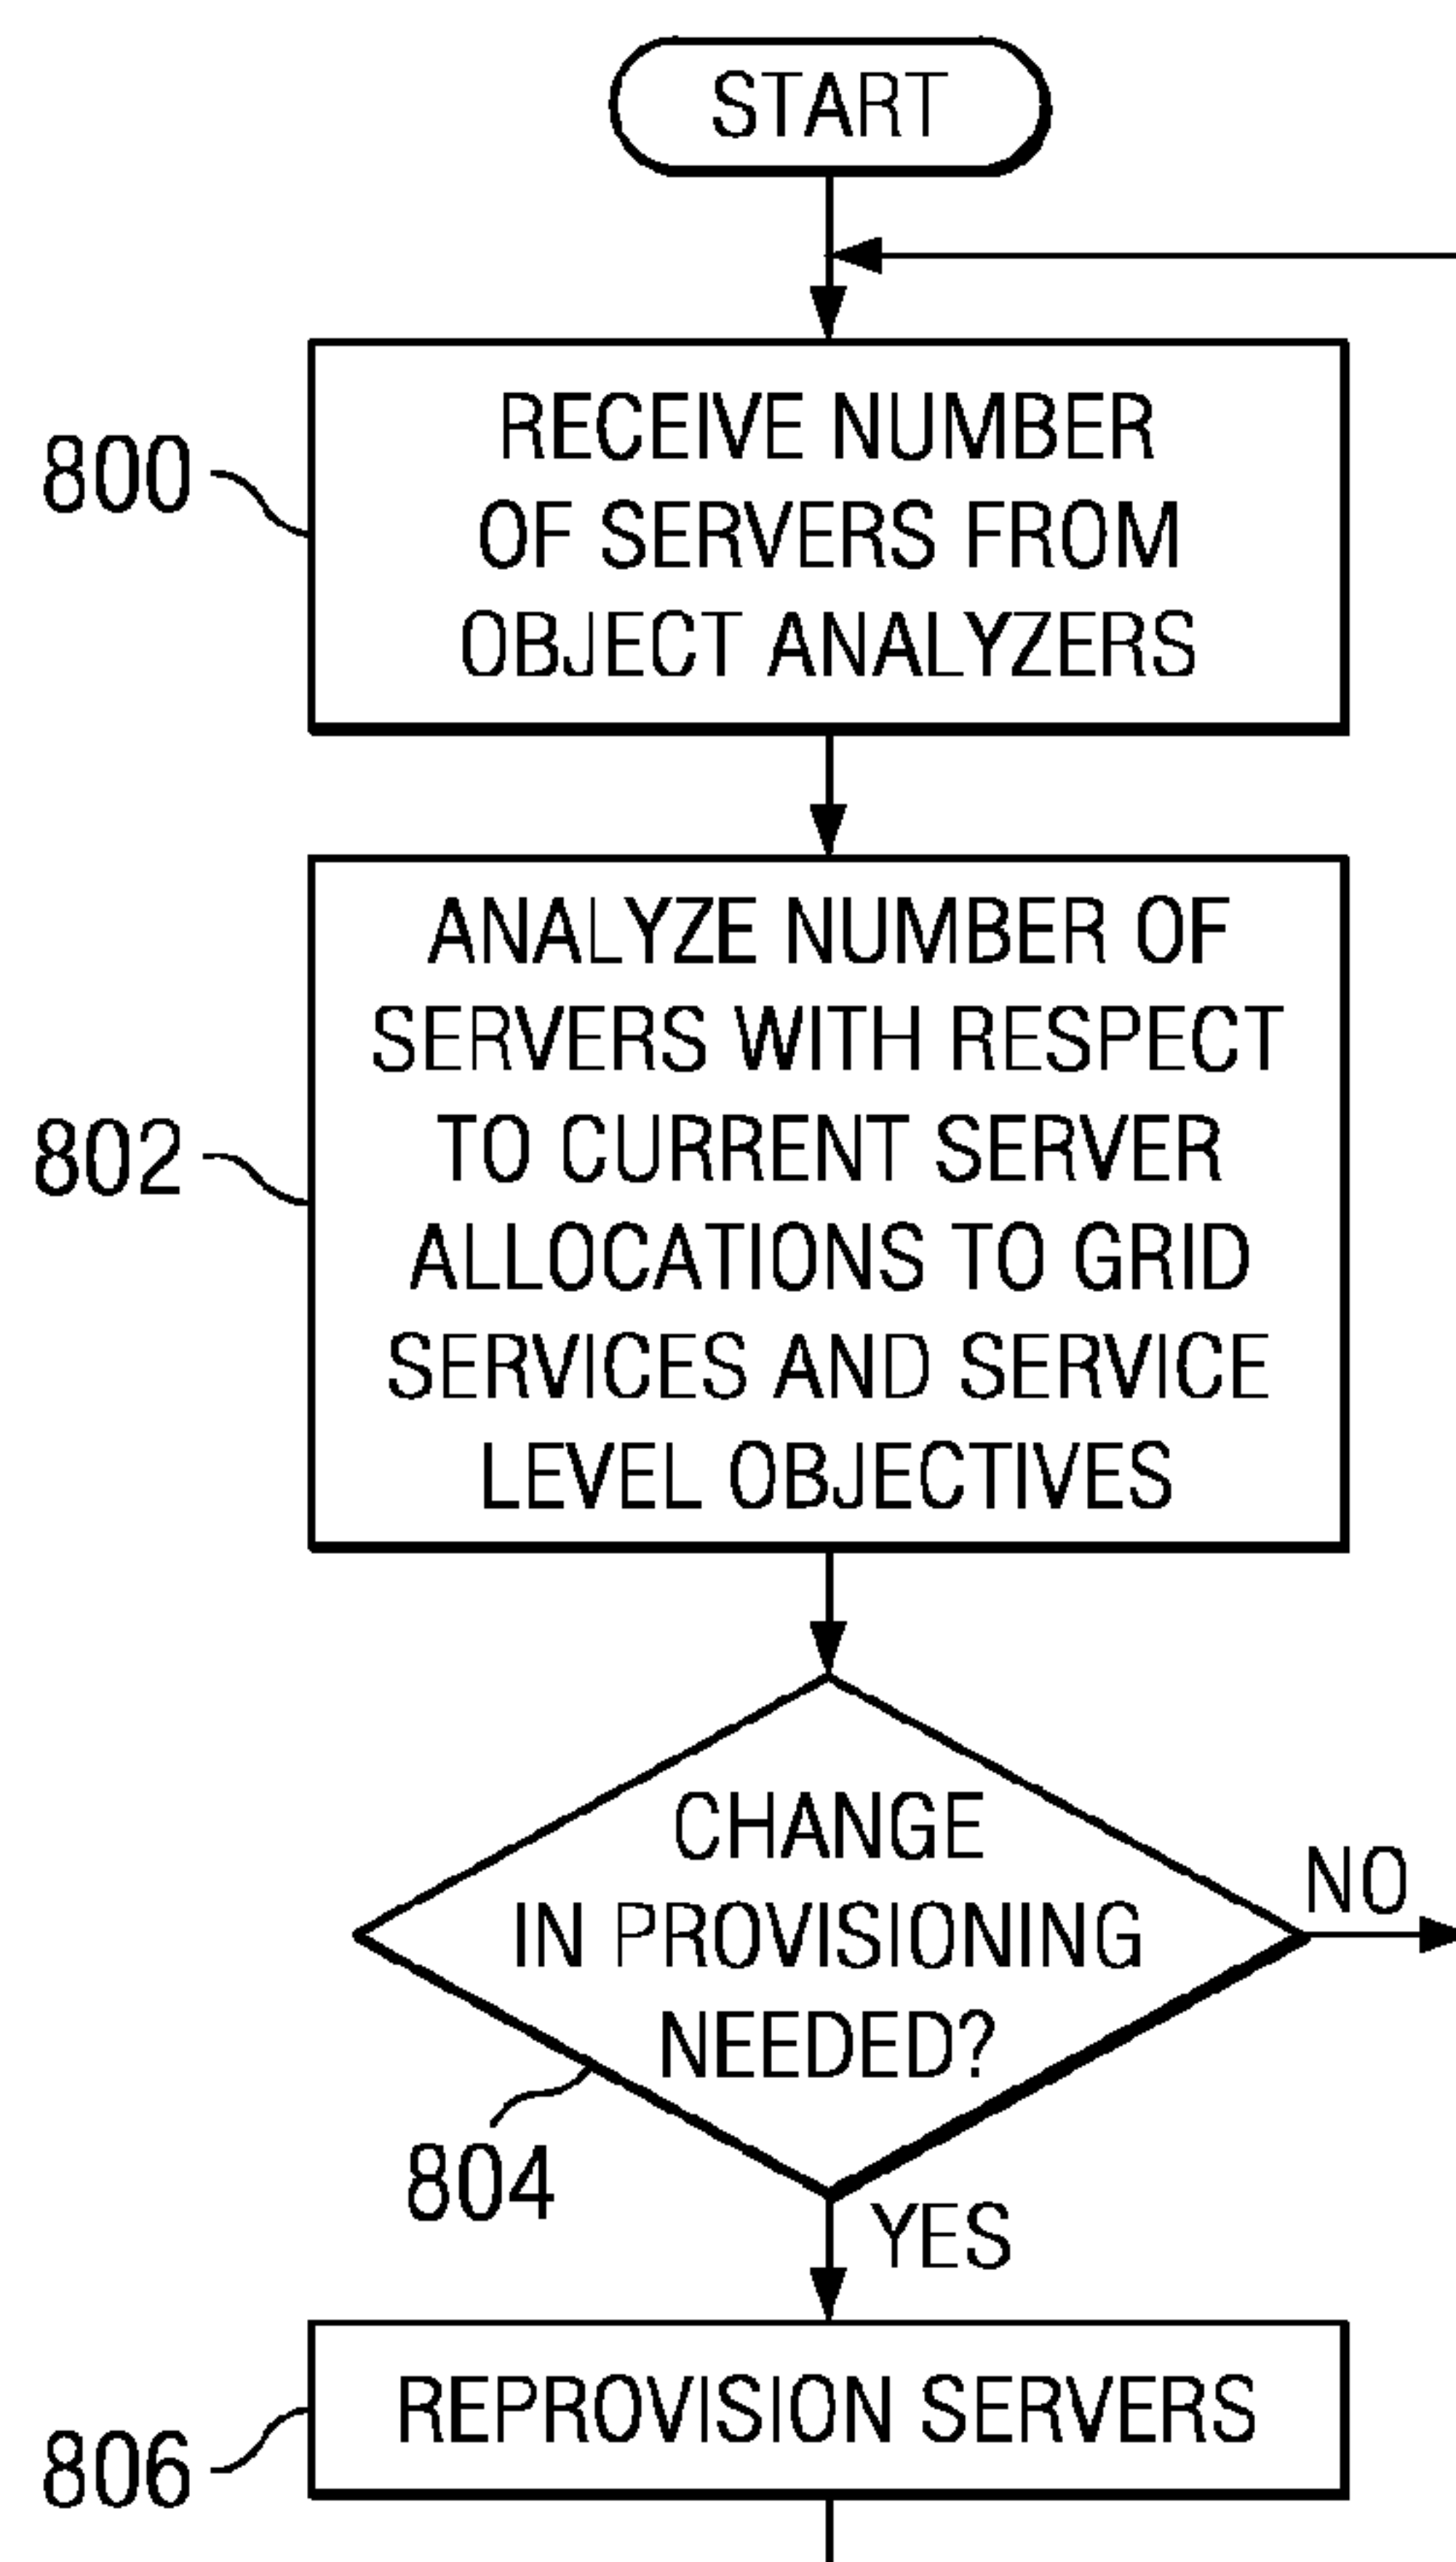 START
800
RECEIVE NUMBER
OF SERVERS FROM
OBJECT ANALYZERS
802
ANALYZE NUMBER OF
SERVERS WITH RESPECT
TO CURRENT SERVER
ALLOCATIONS TO GRID
SERVICES AND SERVICE
LEVEL OBJECTIVES
CHANGE
IN PROVISIONING
NEEDED?
NO
804
YES
REPROVISION SERVERS
806